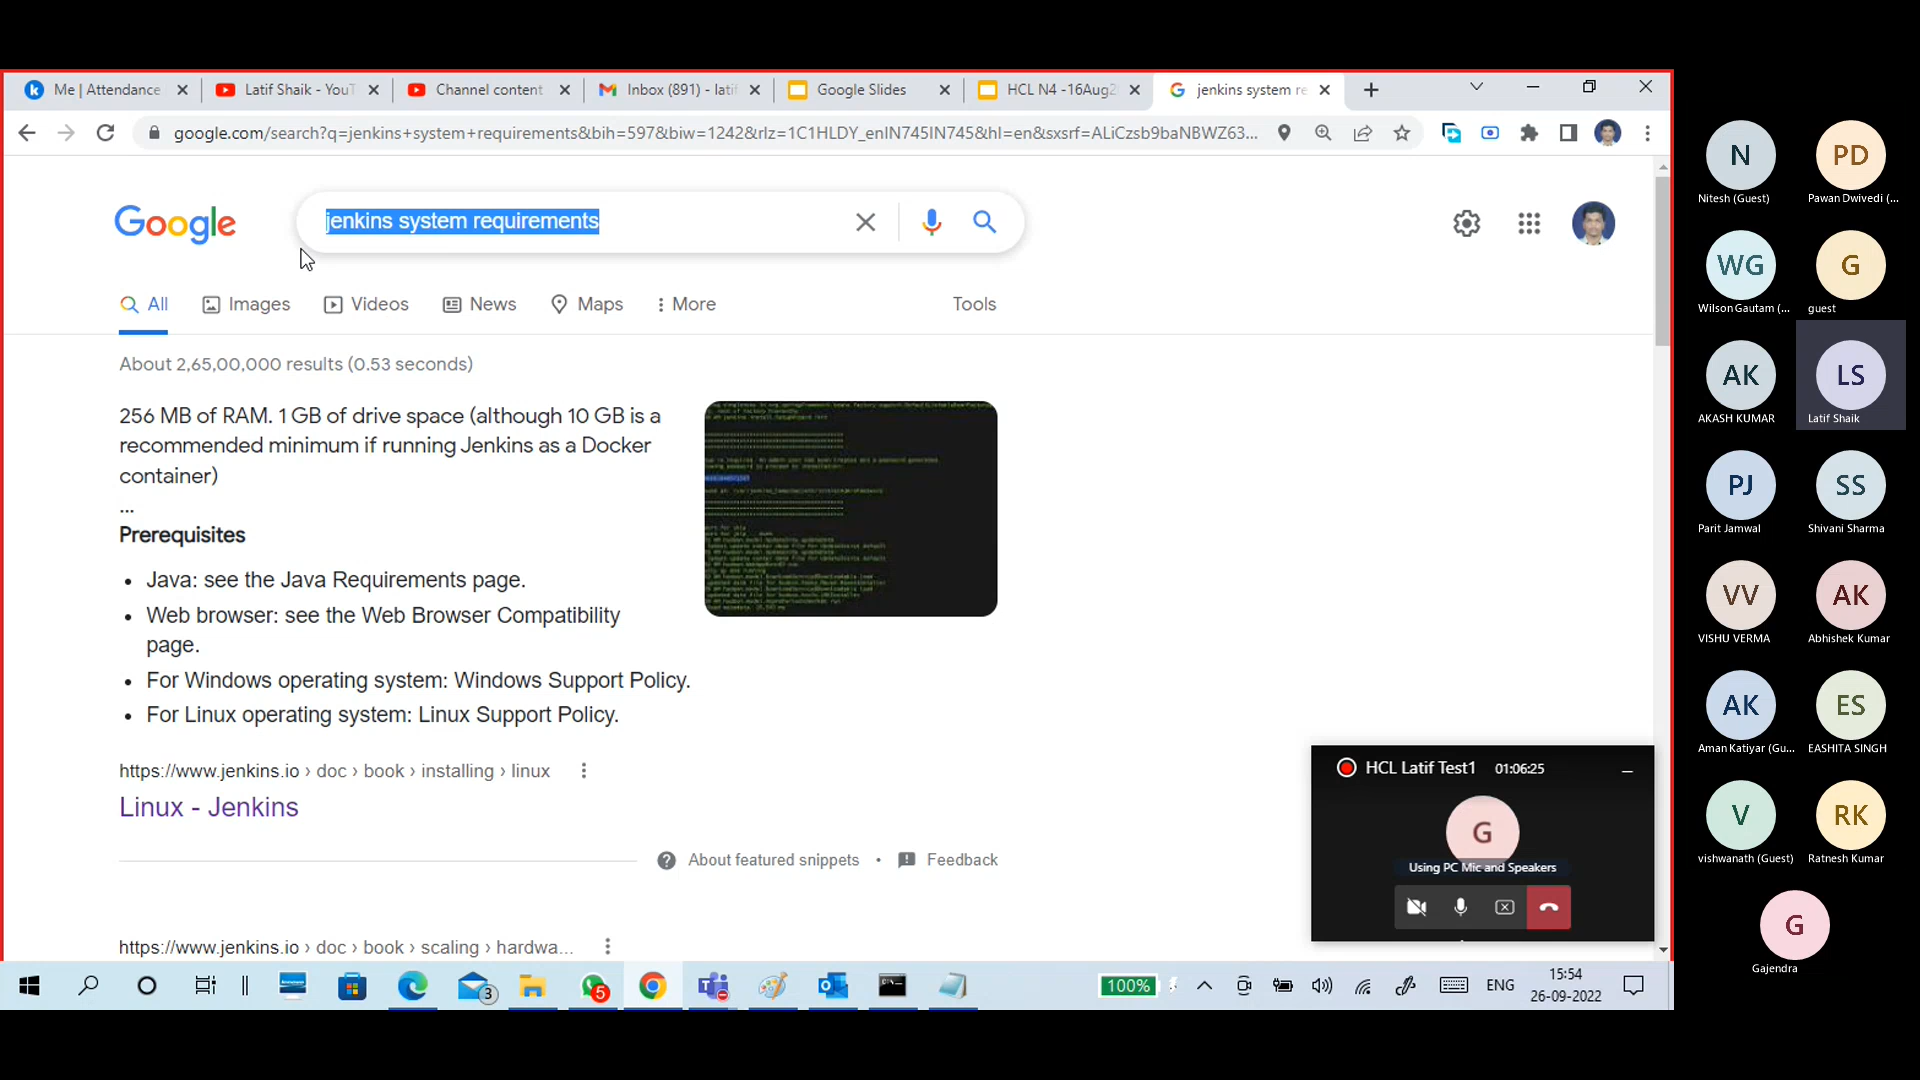 Me | Attendance
Latif Shaik - YouT
Channel content
Inbox (891) - latif
Google Slides
HCL N4 -16Aug2
jenkins system re
google.com/search?q=jenkins+system+requirements&bih=597&biw=1242&rlz=1C1HLDY_enIN745IN745&hl=en&sxsrf=ALiCzsb9baNBWZ63...
Google
jenkins system requirements
All
Images
Videos
News
Maps
More
Tools
About 2,65,00,000 results (0.53 seconds)
256 MB of RAM. 1 GB of drive space (although 10 GB is a
recommended minimum if running Jenkins as a Docker
container)
...
Prerequisites
• Java: see the Java Requirements page.
• Web browser: see the Web Browser Compatibility
page.
• For Windows operating system: Windows Support Policy.
• For Linux operating system: Linux Support Policy.
https://www.jenkins.io › doc › book › installing › linux
Linux - Jenkins
About featured snippets • Feedback
https://www.jenkins.io › doc › book › scaling › hardwa...
HCL Latif Test1 01:06:25
G
Using PC Mic and Speakers
3
5
100%
ENG
15:54
26-09-2022
N
Nitesh (Guest)
PD
Pawan Dwivedi (...
WG
Wilson Gautam (...
G
guest
AK
AKASH KUMAR
LS
Latif Shaik
PJ
Parit Jamwal
SS
Shivani Sharma
VV
VISHU VERMA
AK
Abhishek Kumar
AK
Aman Katiyar (Gu...
ES
EASHITA SINGH
V
vishwanath (Guest)
RK
Ratnesh Kumar
G
Gajendra